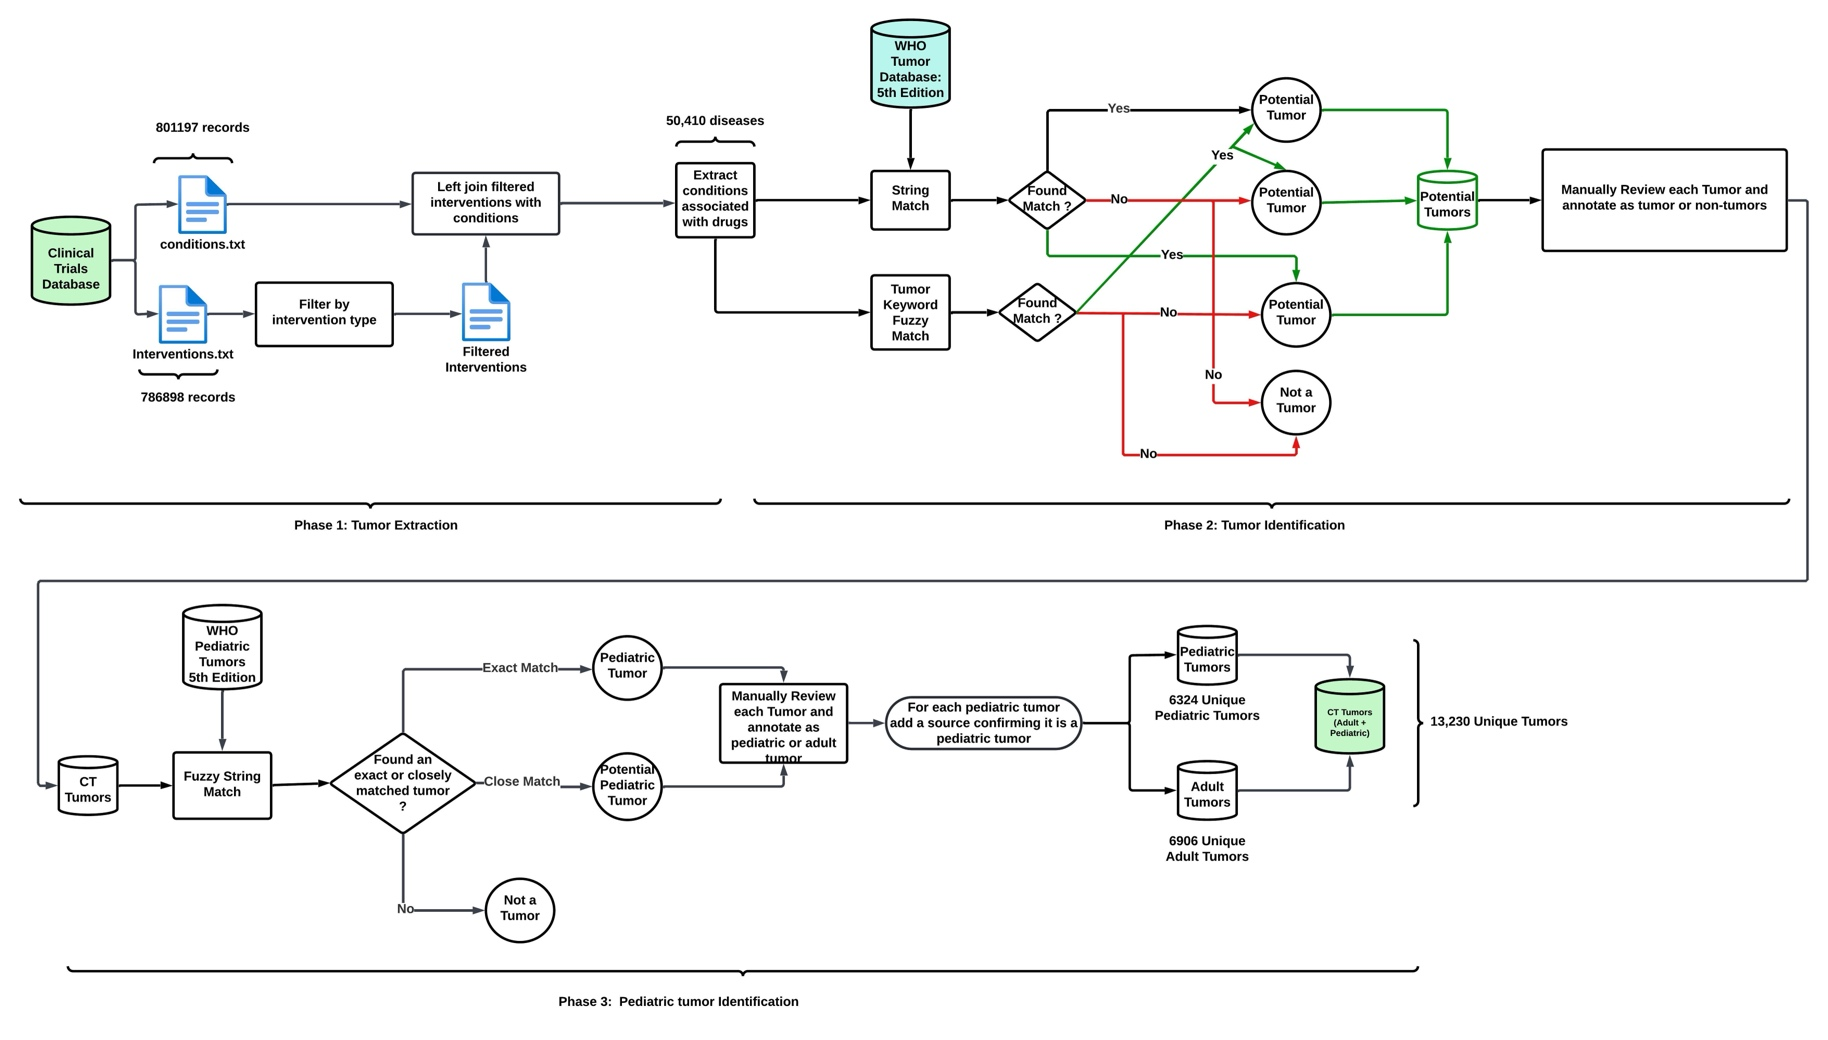 WHO
Tumor
Database:
5th Edition
801197 records
50,410 diseases
Clinical
Trials
Database
conditions.txt
Interventions.txt
786898 records
Filter by
intervention type
Left join filtered
interventions with
conditions
Filtered
Interventions
Extract
conditions
associated
with drugs
String
Match
Tumor
Keyword
Fuzzy
Match
Found
Match ?
Found
Match ?
Yes
Yes
No
Yes
No
No
No
Potential
Tumor
Potential
Tumor
Potential
Tumor
Not a
Tumor
Potential
Tumors
Manually Review each Tumor and
annotate as tumor or non-tumors
Phase 1: Tumor Extraction
Phase 2: Tumor Identification
WHO
Pediatric
Tumors
5th Edition
CT
Tumors
Fuzzy String
Match
Found an
exact or closely
matched tumor
?
Exact Match
Close Match
No
Pediatric
Tumor
Potential
Pediatric
Tumor
Not a
Tumor
Manually Review
each Tumor and
annotate as
pediatric or adult
tumor
For each pediatric tumor
add a source confirming it is a
pediatric tumor
Pediatric
Tumors
6324 Unique
Pediatric Tumors
Adult
Tumors
6906 Unique
Adult Tumors
CT Tumors
(Adult +
Pediatric)
13,230 Unique Tumors
Phase 3:  Pediatric tumor Identification